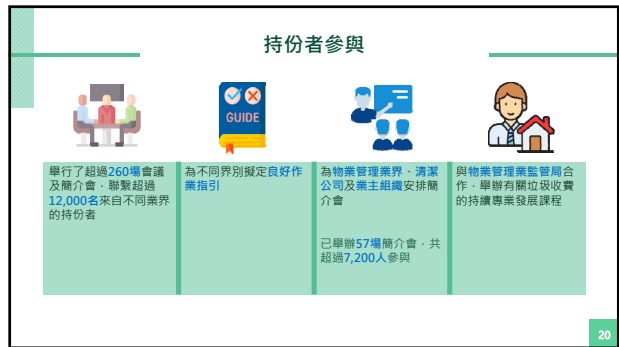 持份者參與
GUIDE
舉行了超過260場會議
及簡介會，聯繫超過
12,000名來自不同業界
的持份者
為不同界別擬定良好作
業指引
為物業管理業界、清潔
公司及業主組織安排簡
介會
已舉辦57場簡介會，共
超過7,200人參與
與物業管理業監管局合
作，舉辦有關垃圾收費
的持續專業發展課程
20